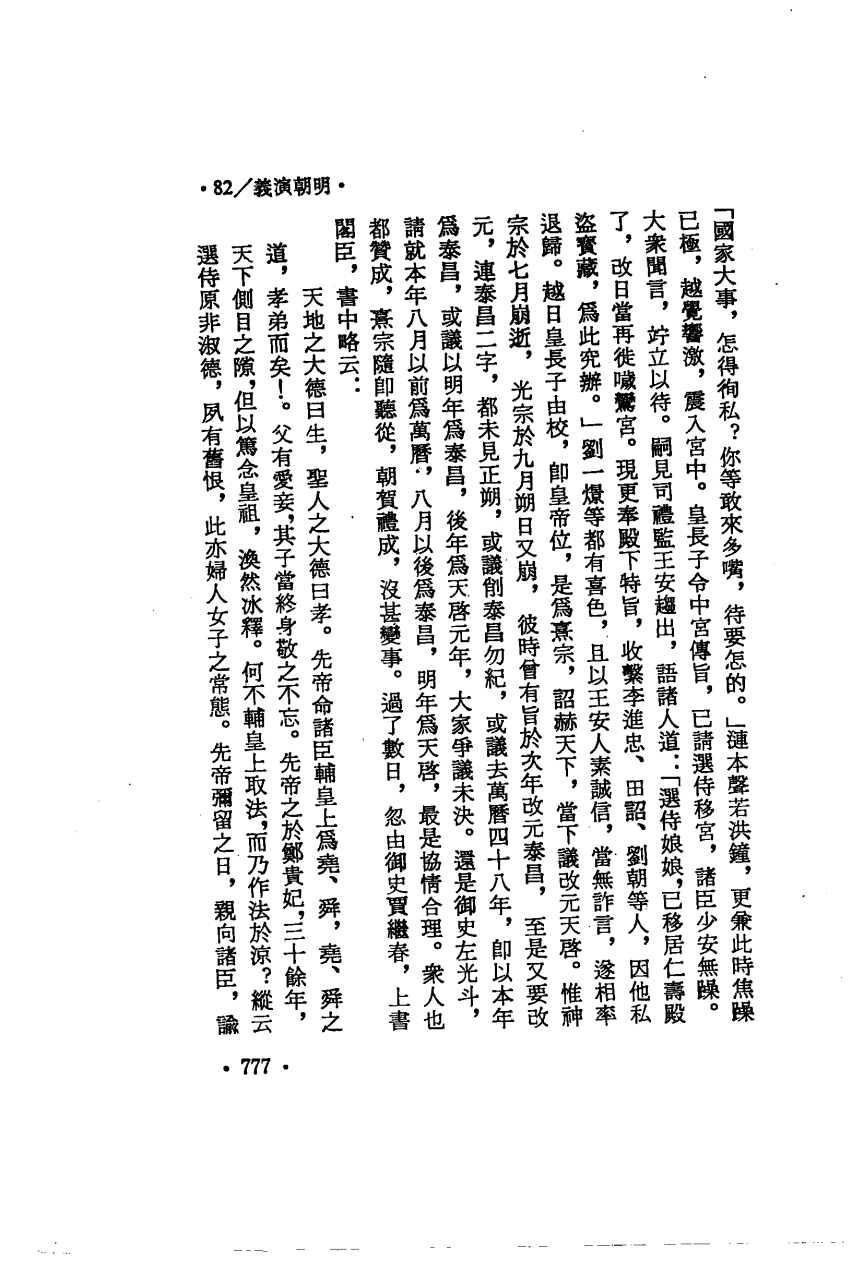 ·82/義演朝明·
「國家大事，怎得徇私？你等敢來多嘴，待要怎的。」漣本聲若洪鐘，更兼此時焦躁
已極，越覺響激，震入宮中。皇長子令中宮傳旨，已請選侍移宮，諸臣少安無躁。
大衆聞言，竚立以待。嗣見司禮監王安趨出，語諸人道：「選侍娘娘，已移居仁壽殿
了，改日當再徙噦鸞宮。現更奉殿下特旨，收繫李進忠、田詔、劉朝等人，因他私
盜寳藏，爲此究辦。」劉一燝等都有喜色，且以王安人素誠信，當無詐言，遂相率
退歸。越日皇長子由校，卽皇帝位，是爲熹宗，詔赫天下，當下議改元天啓。惟神
宗於七月崩逝，光宗於九月朔日又崩，彼時曾有旨於次年改元泰昌，至是又要改
元，連泰昌二字，都未見正朔，或議創泰昌勿紀，或議去萬曆四十八年，卽以本年
爲泰昌，或議以明年爲泰昌，後年爲天啓元年，大家爭議未決。還是御史左光斗，
請就本年八月以前爲萬曆，八月以後爲泰昌，明年爲天啓，最是協情合理。衆人也
都贊成，熹宗隨卽聽從，朝賀禮成，沒甚變事。過了數日，忽由御史賈繼春，上書
閣臣，書中略云：
天地之大德曰生，聖人之大德曰孝。先帝命諸臣輔皇上爲堯、舜，堯、舜之
道，孝弟而矣！。父有愛妾，其子當終身敬之不忘。先帝之於鄭貴妃，三十餘年，
天下側目之隙，但以篤念皇祖，渙然冰釋。何不輔皇上取法，而乃作法於涼？縱云
選侍原非淑德，夙有舊恨，此亦婦人女子之常態。先帝彌留之日，親向諸臣，諭
·777·